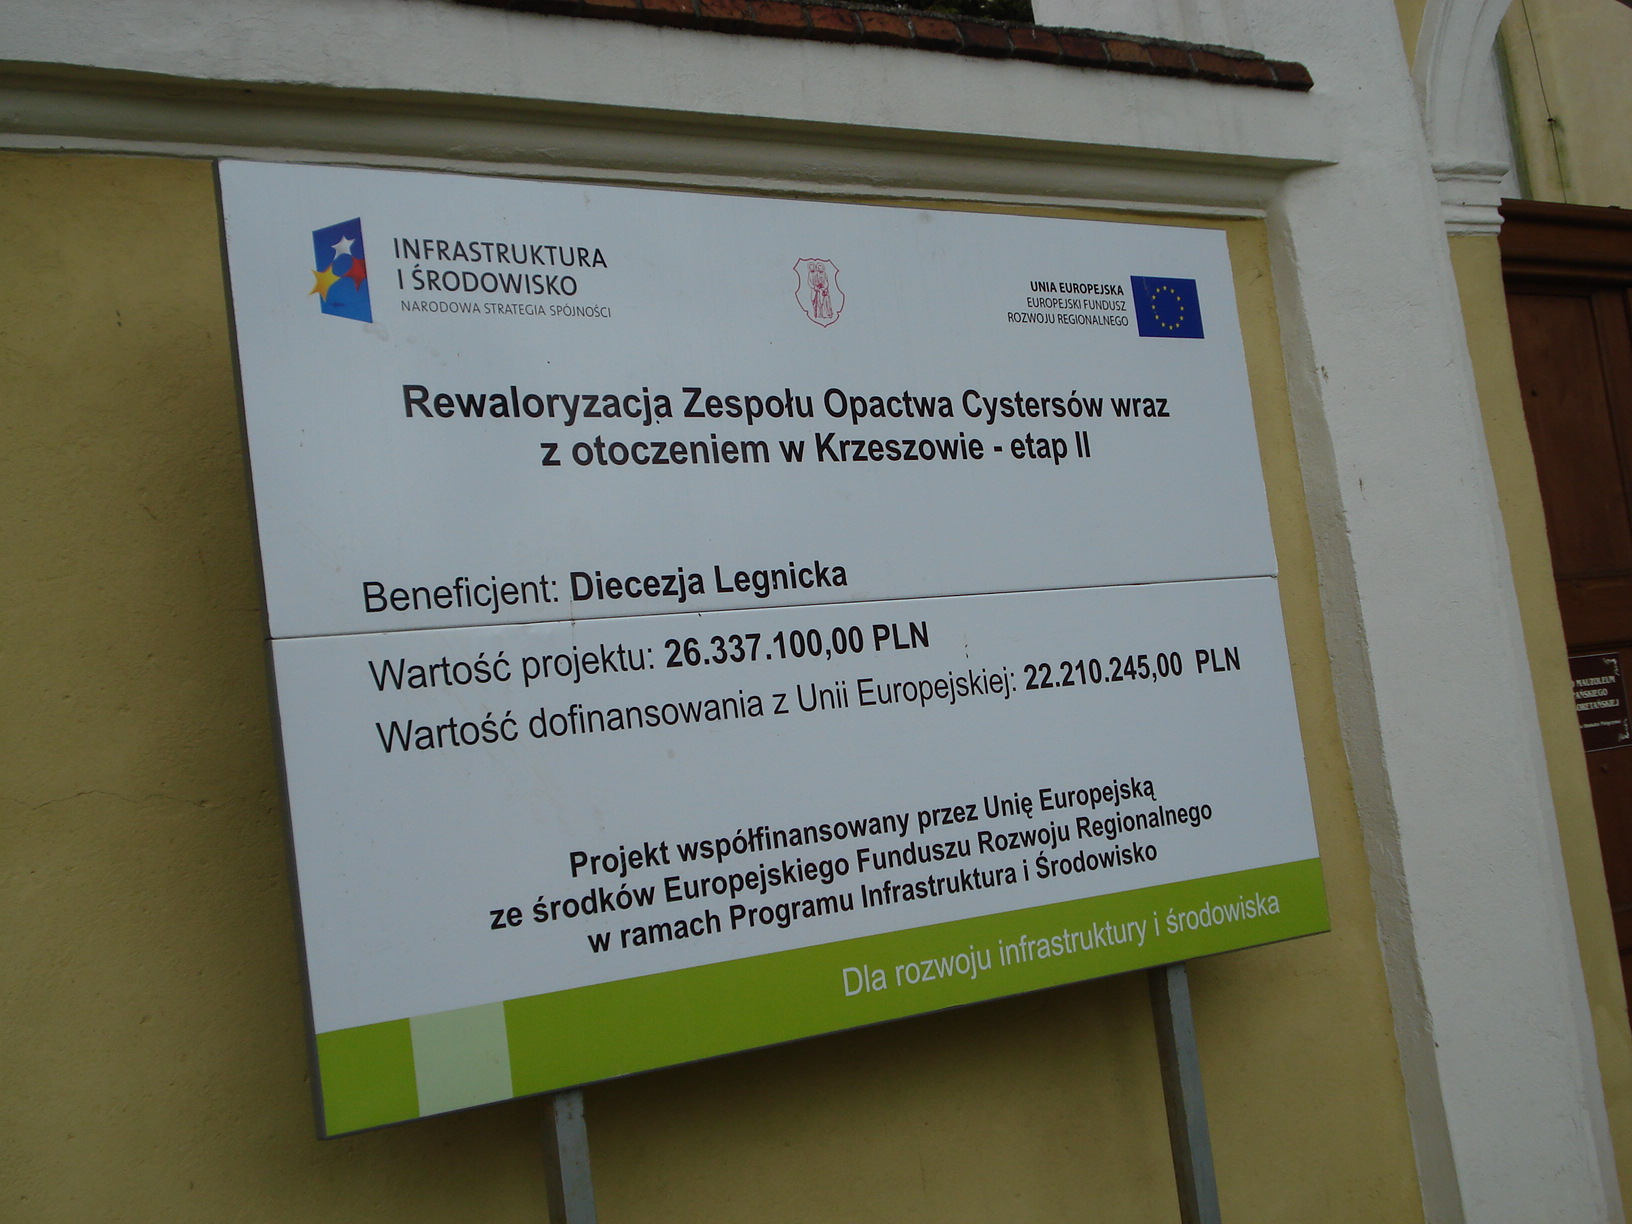 INFRASTRUKTURA
I ŚRODOWISKO
NARODOWA STRATEGIA SPÓJNOŚCI
UNIA EUROPEJSKA
EUROPEJSKI FUNDUSZ
ROZWOJU REGIONALNEGO
Rewaloryzacja Zespołu Opactwa Cystersów wraz
z otoczeniem w Krzeszowie - etap II
Beneficjent: Diecezja Legnicka
Wartość projektu: 26.337.100,00 PLN
Wartość dofinansowania z Unii Europejskiej: 22.210.245,00 PLN
Projekt współfinansowany przez Unię Europejską
ze środków Europejskiego Funduszu Rozwoju Regionalnego
w ramach Programu Infrastruktura i Środowisko
Dla rozwoju infrastruktury i środowiska
MAUZOLEUM